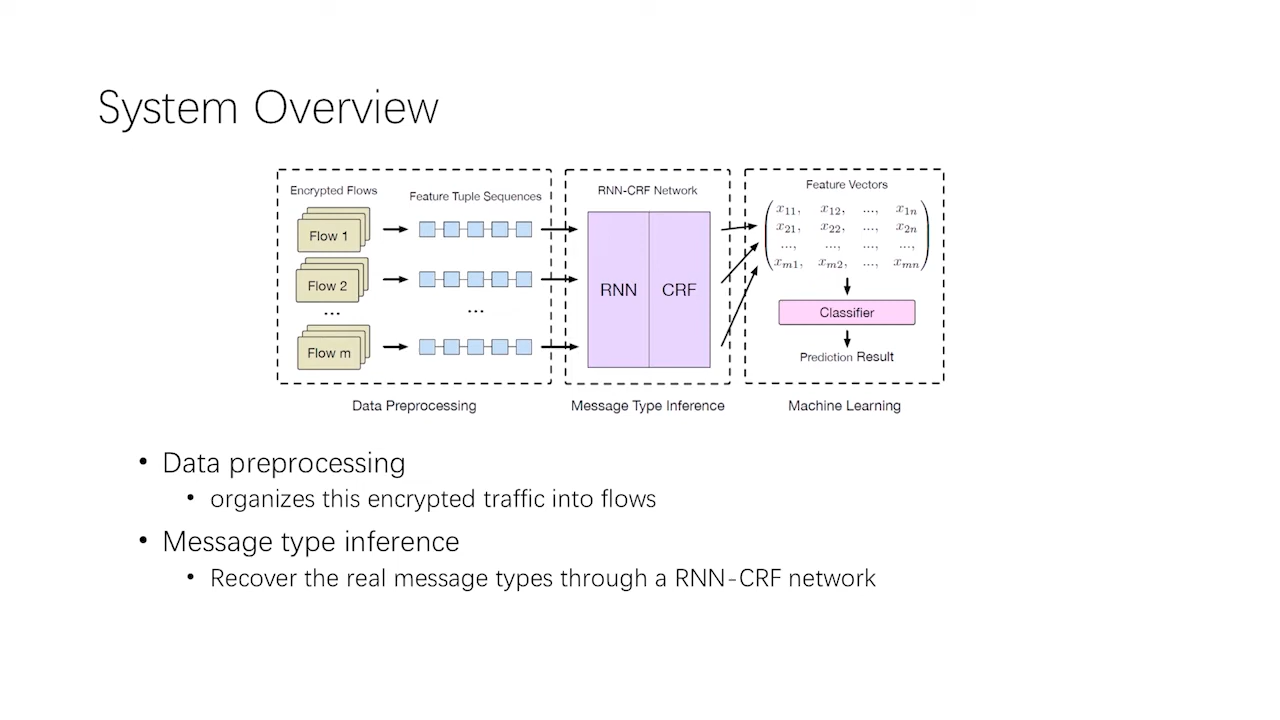 System Overview
Encrypted Flows
Feature Tuple Sequences
Flow 1
Flow 2
...
...
Flow m
Data Preprocessing
RNN-CRF Network
RNN
CRF
Message Type Inference
Feature Vectors
x11, x12, ..., x1n
x21, x22, ..., x2n
..., ..., ..., ...,
xm1, xm2, ..., xmn
Classifier
Prediction Result
Machine Learning
• Data preprocessing
• organizes this encrypted traffic into flows
• Message type inference
• Recover the real message types through a RNN-CRF network